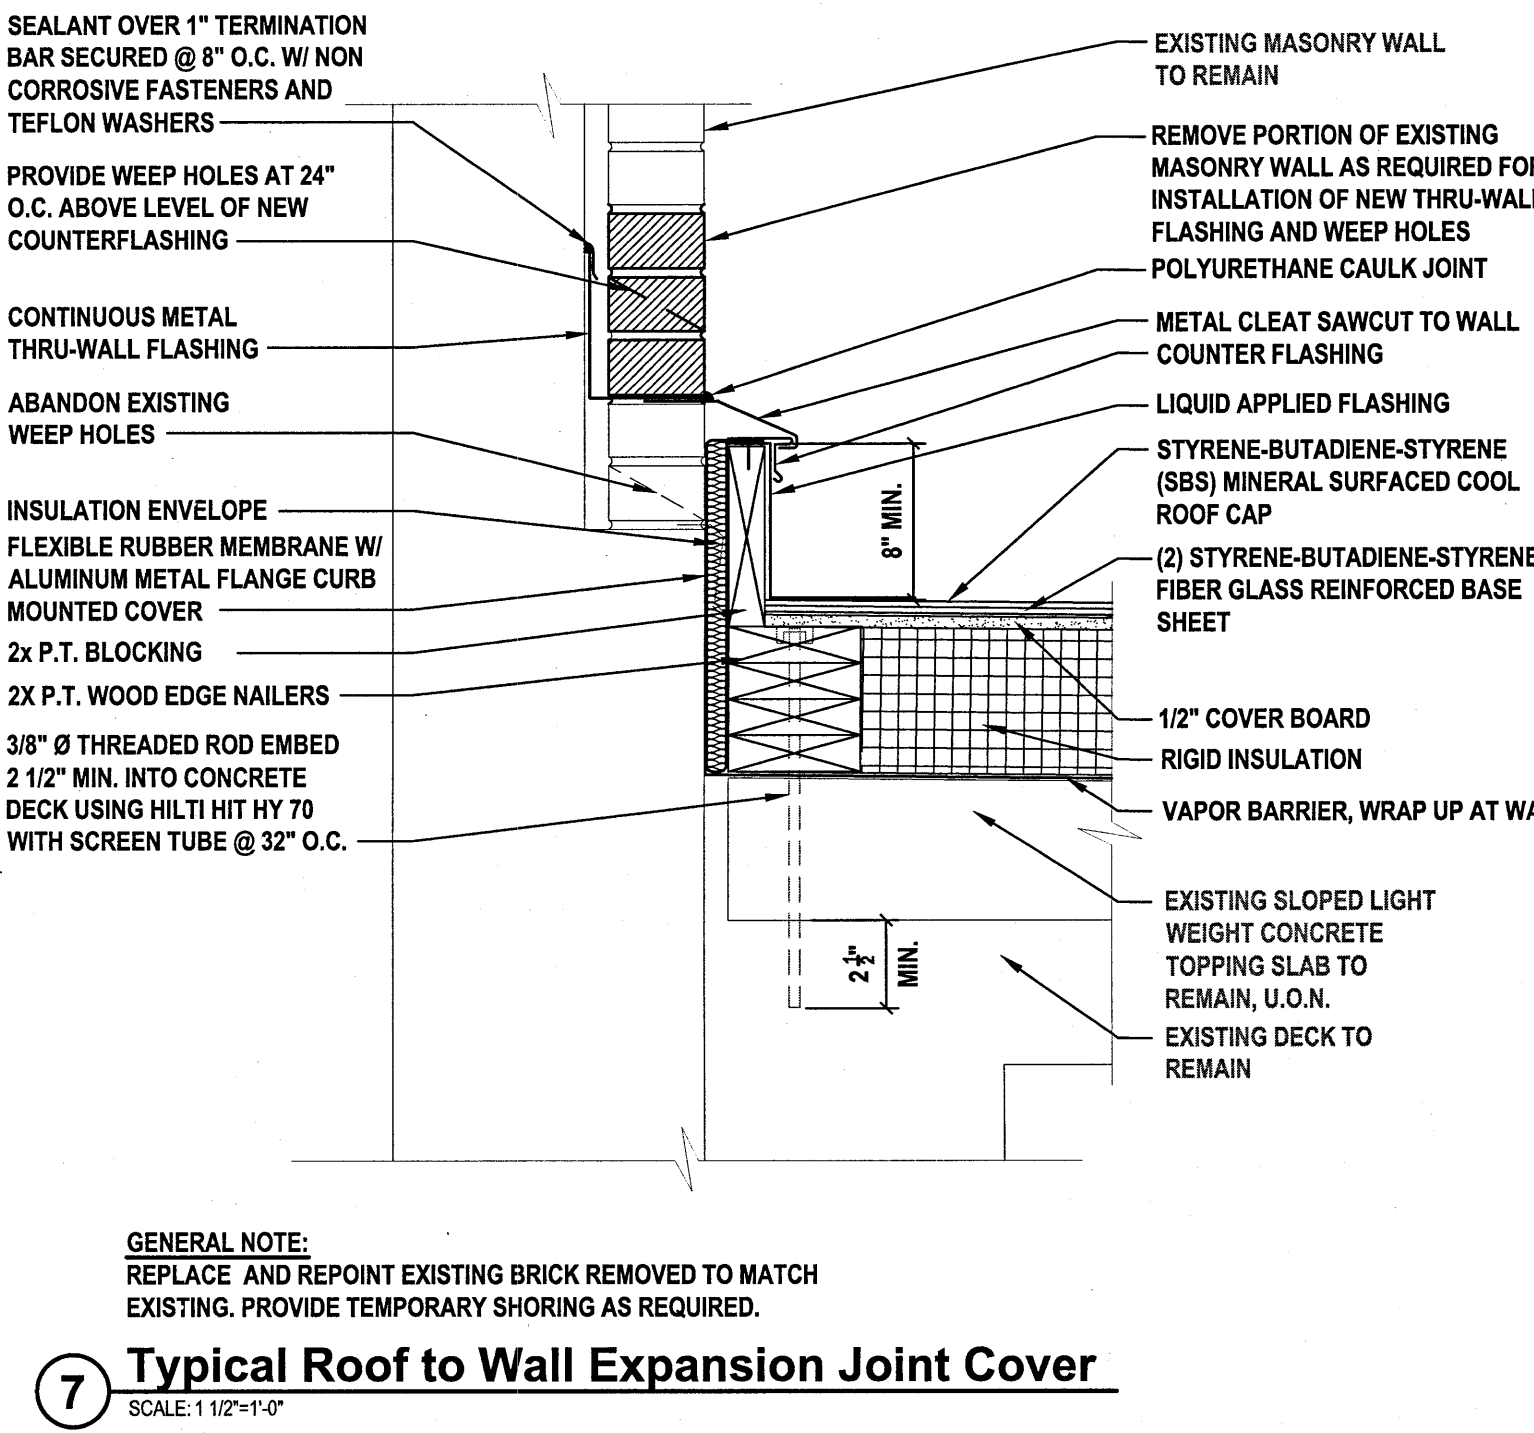 SEALANT OVER 1" TERMINATION
BAR SECURED @ 8" O.C. W/ NON
CORROSIVE FASTENERS AND
TEFLON WASHERS
PROVIDE WEEP HOLES AT 24"
O.C. ABOVE LEVEL OF NEW
COUNTERFLASHING
CONTINUOUS METAL
THRU-WALL FLASHING
ABANDON EXISTING
WEEP HOLES
INSULATION ENVELOPE
FLEXIBLE RUBBER MEMBRANE W/
ALUMINUM METAL FLANGE CURB
MOUNTED COVER
2x P.T. BLOCKING
2X P.T. WOOD EDGE NAILERS
3/8" Ø THREADED ROD EMBED
2 1/2" MIN. INTO CONCRETE
DECK USING HILTI HIT HY 70
WITH SCREEN TUBE @ 32" O.C.
8" MIN.
2 1/2"
MIN.
EXISTING MASONRY WALL
TO REMAIN
REMOVE PORTION OF EXISTING
MASONRY WALL AS REQUIRED FOR
INSTALLATION OF NEW THRU-WALL
FLASHING AND WEEP HOLES
POLYURETHANE CAULK JOINT
METAL CLEAT SAWCUT TO WALL
COUNTER FLASHING
LIQUID APPLIED FLASHING
STYRENE-BUTADIENE-STYRENE
(SBS) MINERAL SURFACED COOL
ROOF CAP
(2) STYRENE-BUTADIENE-STYRENE
FIBER GLASS REINFORCED BASE
SHEET
1/2" COVER BOARD
RIGID INSULATION
VAPOR BARRIER, WRAP UP AT
EXISTING SLOPED LIGHT
WEIGHT CONCRETE
TOPPING SLAB TO
REMAIN, U.O.N.
EXISTING DECK TO
REMAIN
GENERAL NOTE:
REPLACE AND REPOINT EXISTING BRICK REMOVED TO MATCH
EXISTING. PROVIDE TEMPORARY SHORING AS REQUIRED.
7 Typical Roof to Wall Expansion Joint Cover
SCALE: 1 1/2"=1'-0"